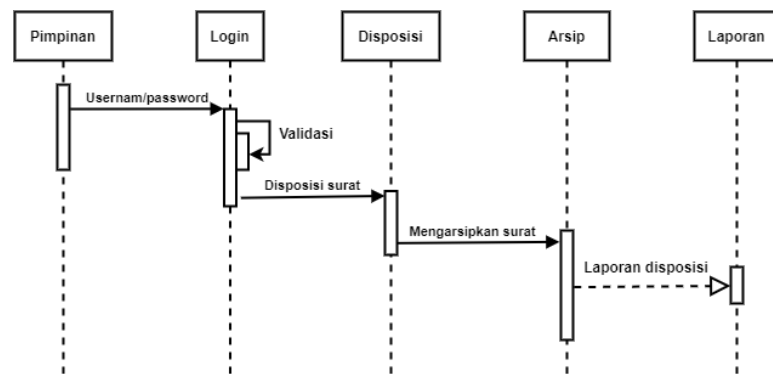 Pimpinan
Login
Disposisi
Arsip
Laporan
Usernam/password
Validasi
Disposisi surat
Mengarsipkan surat
Laporan disposisi